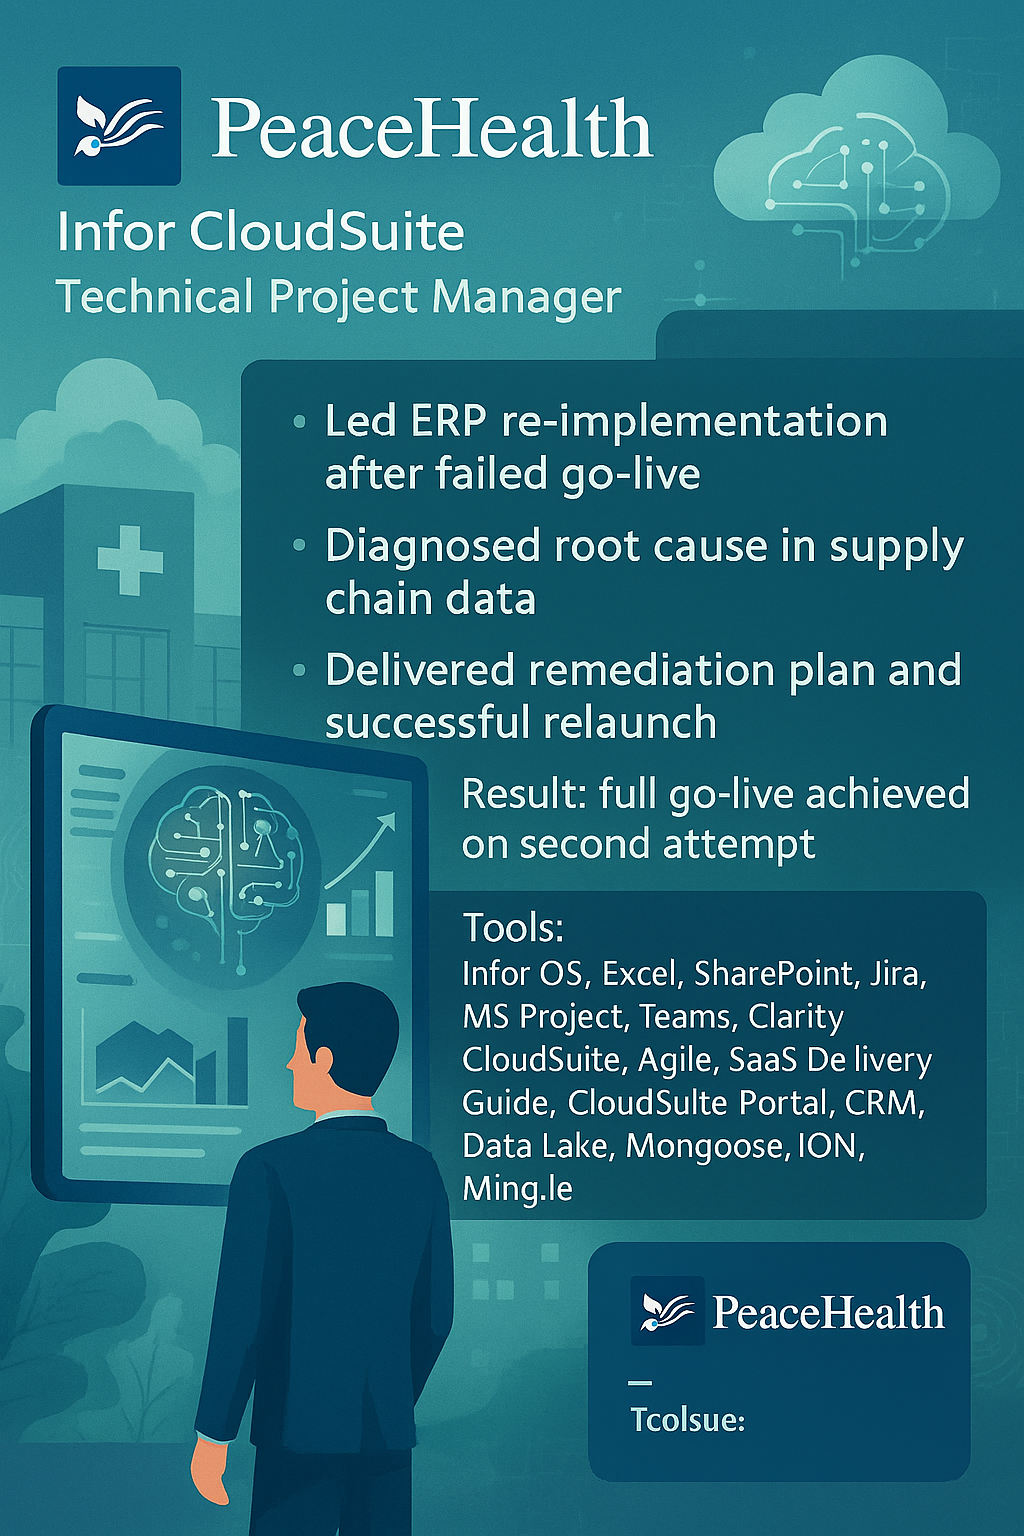 PeaceHealth
Infor CloudSuite
Technical Project Manager
• Led ERP re-implementation
after failed go-live
• Diagnosed root cause in supply
chain data
• Delivered remediation plan and
successful relaunch
Result: full go-live achieved
on second attempt
Tools:
Infor OS, Excel, SharePoint, Jira,
MS Project, Teams, Clarity
CloudSuite, Agile, SaaS De livery
Guide, CloudSulte Portal, CRM,
Data Lake, Mongoose, ION,
Ming.le
PeaceHealth
–
Tcolsue: